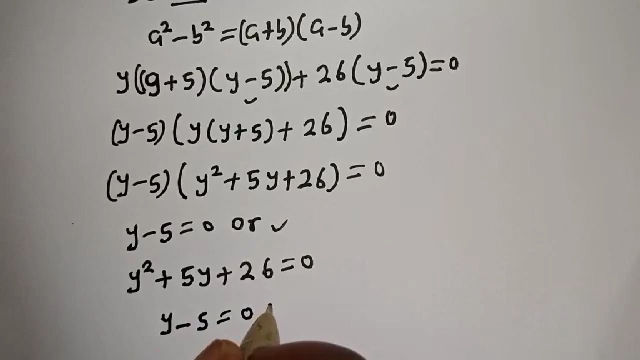 a² - b² = (a+b)(a-b)
y((y+5)(y-5))+26(y-5)=0
(y-5)(y(y+5)+26)=0
(y-5)(y²+5y+26)=0
y-5=0 or ✓
y²+5y+26=0
y-5=0